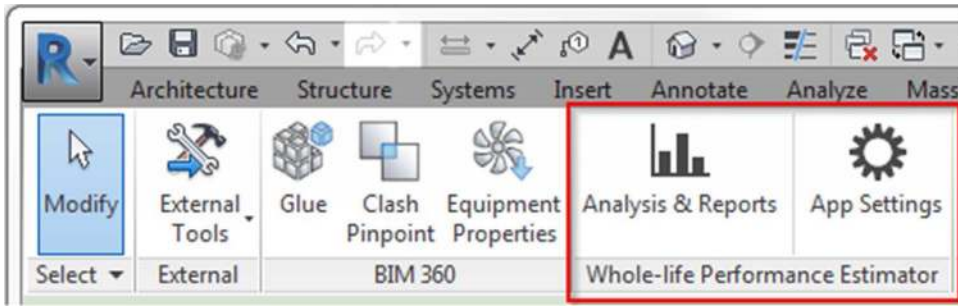 R
A
Architecture Structure Systems Insert Annotate Analyze Mass
Modify External Tools Glue Clash Pinpoint Equipment Properties Analysis & Reports App Settings
Select External BIM 360 Whole-life Performance Estimator